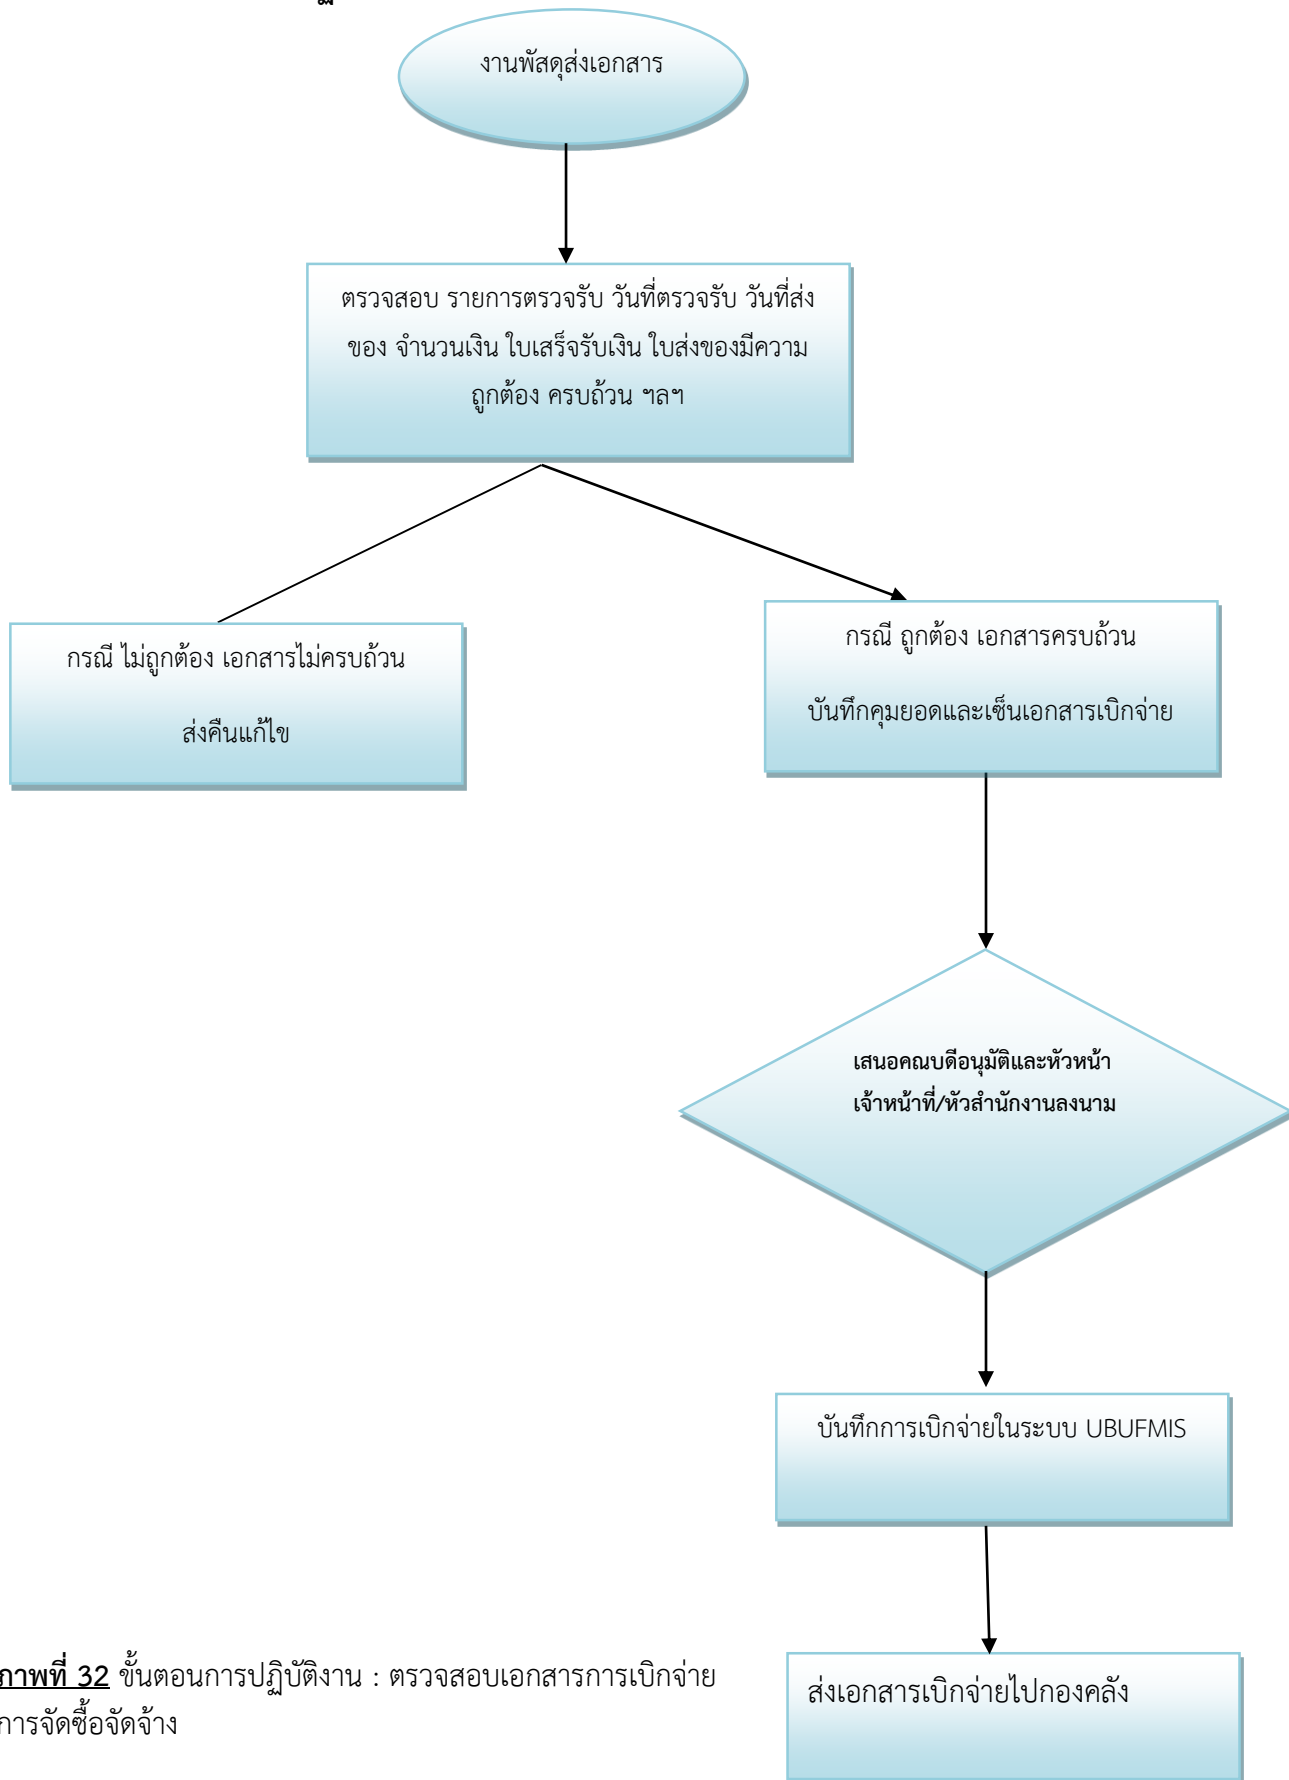 งานพัสดุส่งเอกสาร
ตรวจสอบ รายการตรวจรับ วันที่ตรวจรับ วันที่ส่ง
ของ จำนวนเงิน ใบเสร็จรับเงิน ใบส่งของมีความ
ถูกต้อง ครบถ้วน ฯลฯ
กรณี ไม่ถูกต้อง เอกสารไม่ครบถ้วน
ส่งคืนแก้ไข
กรณี ถูกต้อง เอกสารครบถ้วน
บันทึกคุมยอดและเซ็นเอกสารเบิกจ่าย
เสนอคณบดีอนุมัติและหัวหน้า
เจ้าหน้าที่/หัวสำนักงานลงนาม
บันทึกการเบิกจ่ายในระบบ UBUFMIS
ส่งเอกสารเบิกจ่ายไปกองคลัง
ภาพที่ 32 ขั้นตอนการปฏิบัติงาน : ตรวจสอบเอกสารการเบิกจ่าย
การจัดซื้อจัดจ้าง